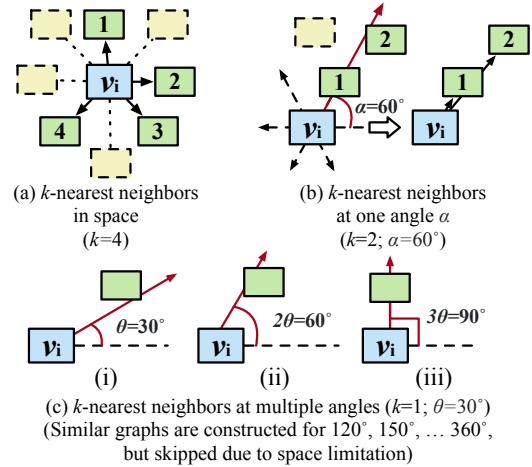 1
v_i
2
4
3
(a) k-nearest neighbors
in space
(k=4)
2
1
v_i
α=60°
2
1
v_i
(b) k-nearest neighbors
at one angle α
(k=2; α=60°)
v_i
θ=30°
(i)
v_i
2θ=60°
(ii)
v_i
3θ=90°
(iii)
(c) k-nearest neighbors at multiple angles (k=1; θ=30°)
(Similar graphs are constructed for 120°, 150°, ... 360°,
but skipped due to space limitation)